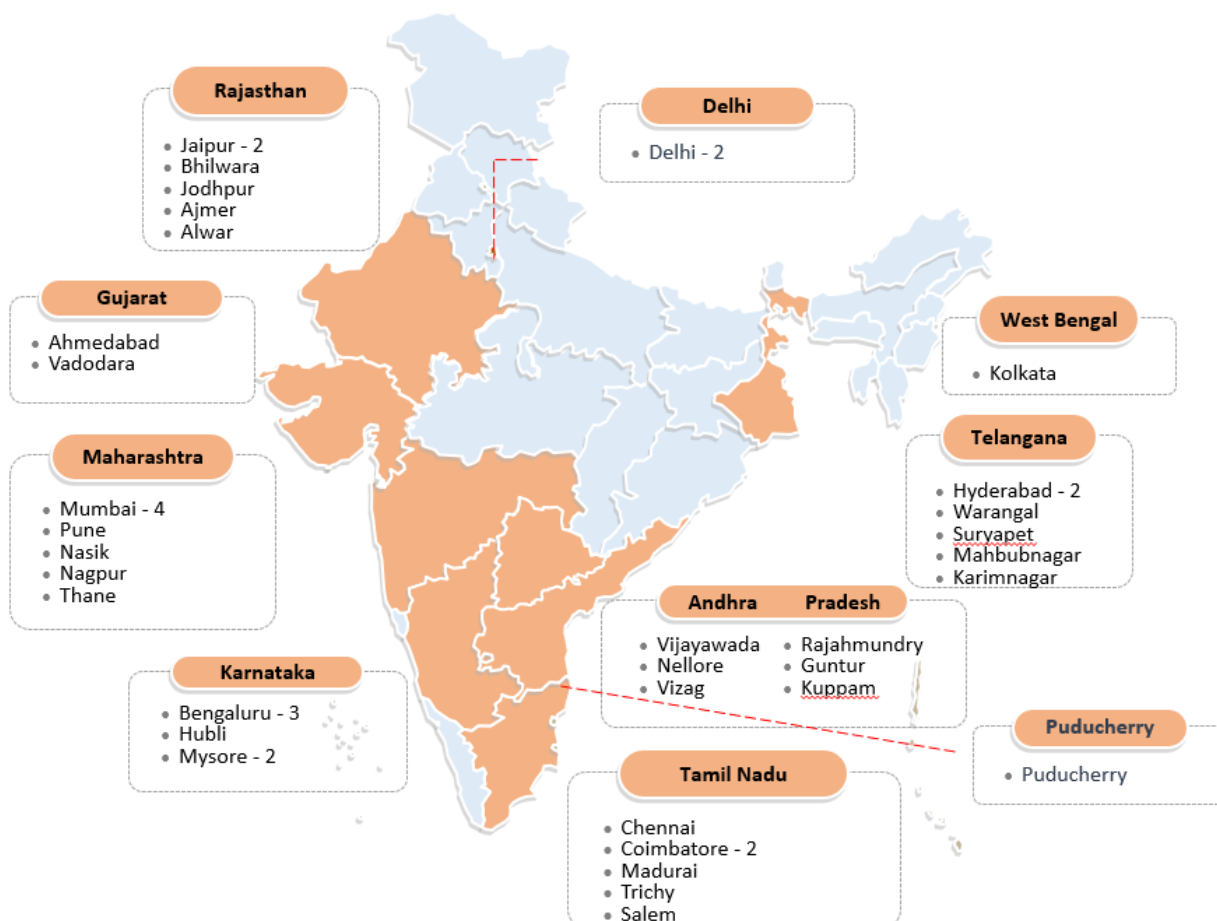 Rajasthan
• Jaipur - 2
• Bhilwara
• Jodhpur
• Ajmer
• Alwar
Delhi
• Delhi - 2
Gujarat
• Ahmedabad
• Vadodara
West Bengal
• Kolkata
Maharashtra
• Mumbai - 4
• Pune
• Nasik
• Nagpur
• Thane
Telangana
• Hyderabad - 2
• Warangal
• Suryapet
• Mahbubnagar
• Karimnagar
Andhra Pradesh
• Vijayawada
• Nellore
• Vizag
• Rajahmundry
• Guntur
• Kuppam
Karnataka
• Bengaluru - 3
• Hubli
• Mysore - 2
Puducherry
• Puducherry
Tamil Nadu
• Chennai
• Coimbatore - 2
• Madurai
• Trichy
• Salem